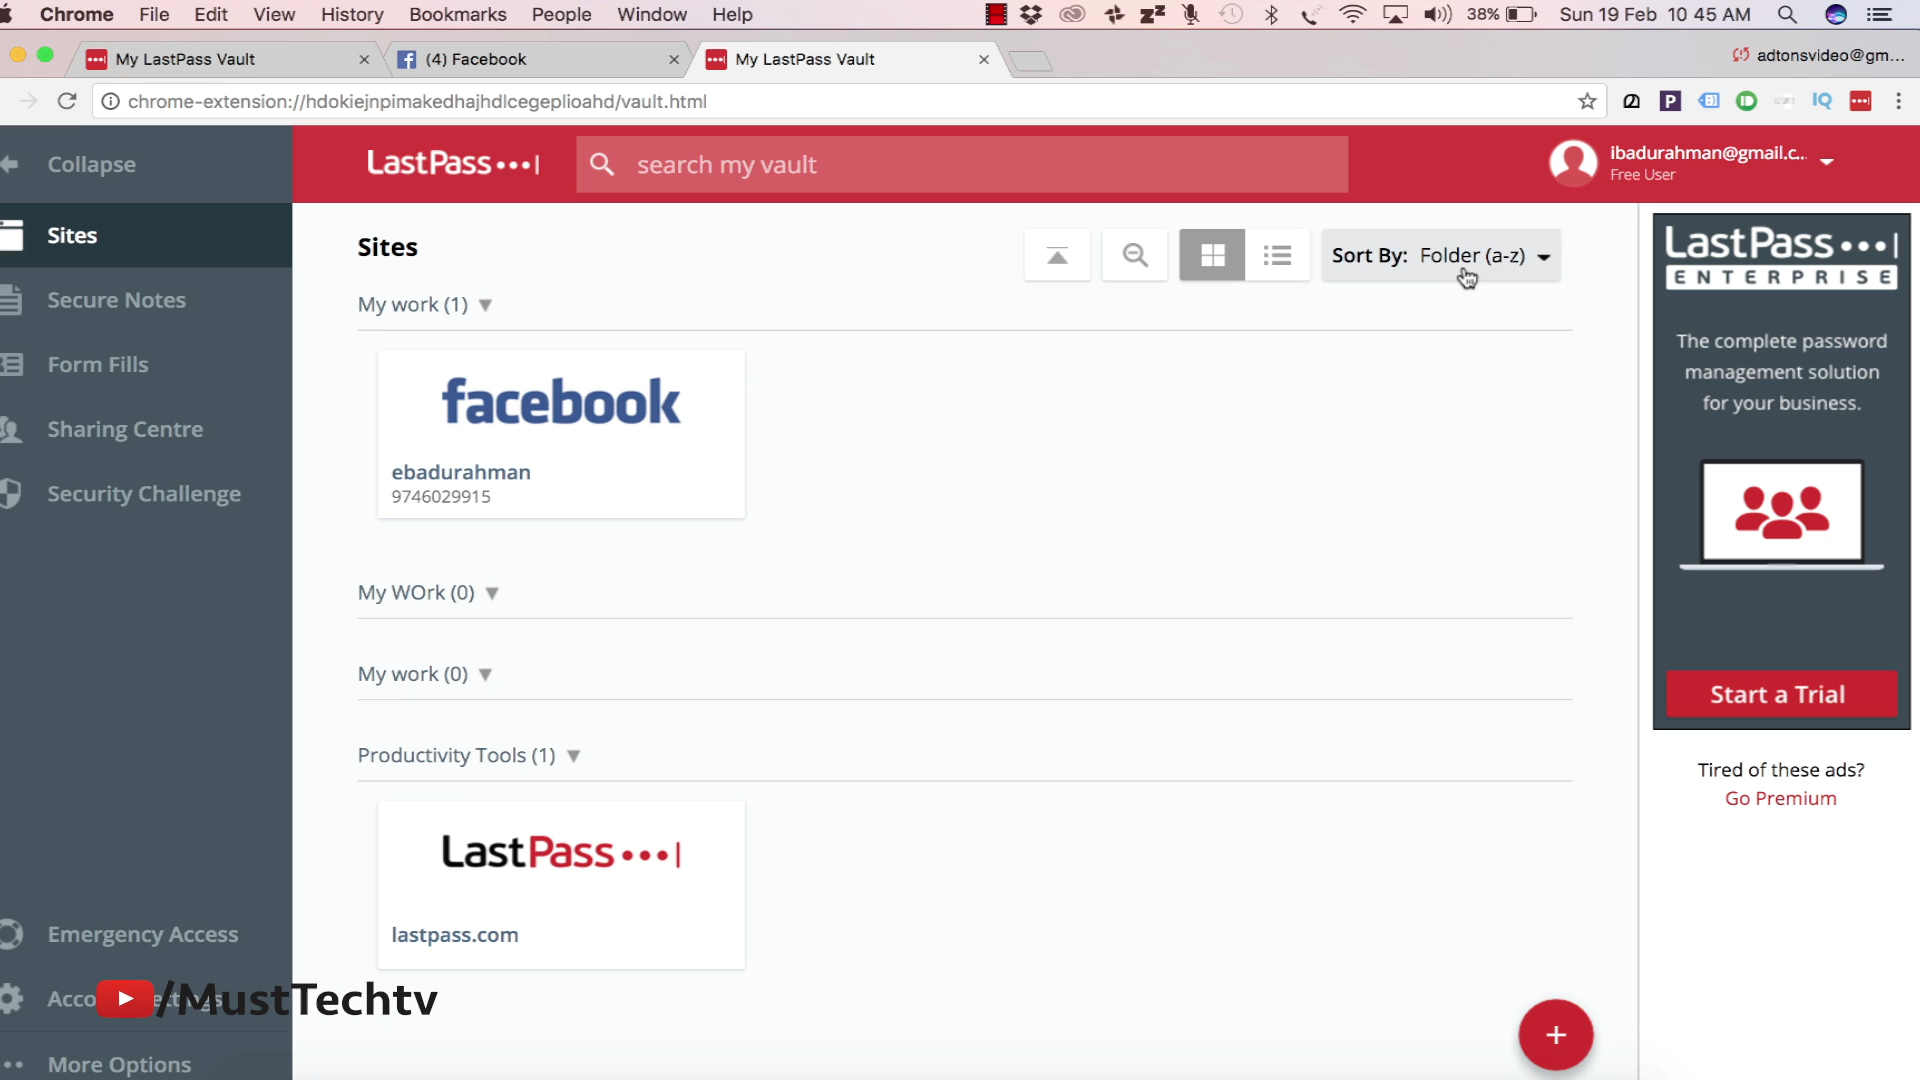 Chrome File Edit View History Bookmarks People Window Help 38% Sun 19 Feb 10 45 AM
My LastPass Vault (4) Facebook My LastPass Vault adtonsvideo@gm...
chrome-extension://hdokiejnpimakedhajhdlcegeplioahd/vault.html P IQ
Collapse
LastPass
search my vault
ibadurahman@gmail.c...
Free User
Sites
Secure Notes
Form Fills
Sharing Centre
Security Challenge
Emergency Access
More Options
Sites
Sort By: Folder (a-z)
My work (1)
facebook
ebadurahman
9746029915
My WOrk (0)
My work (0)
Productivity Tools (1)
LastPass
lastpass.com
/MustTechtv
+
LastPass
ENTERPRISE
The complete password
management solution
for your business.
Start a Trial
Tired of these ads?
Go Premium